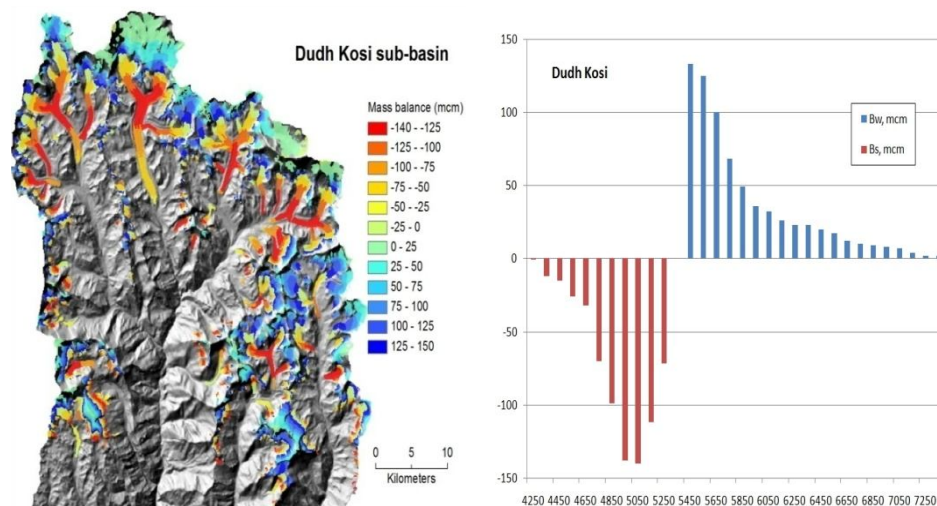 Dudh Kosi sub-basin
Mass balance (mcm)
-140 - -125
-125 - -100
-100 - -75
-75 - -50
-50 - -25
-25 - 0
0 - 25
25 - 50
50 - 75
75 - 100
100 - 125
125 - 150
0 5 10
Kilometers
150
100
50
0
-50
-100
-150
Dudh Kosi
Bw, mcm
Bs, mcm
4250 4450 4650 4850 5050 5250 5450 5650 5850 6050 6250 6450 6650 6850 7050 7250